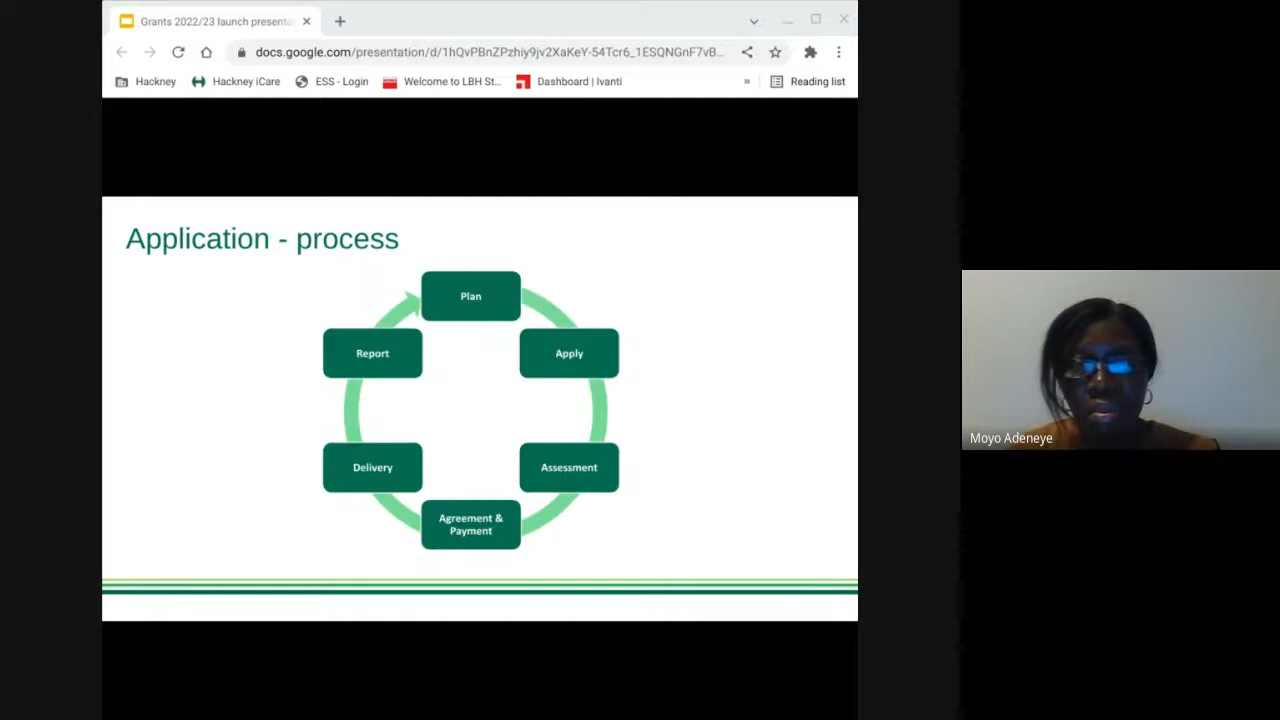 Grants 2022/23 launch presenta
docs.google.com/presentation/d/1hQvPBnZPzhiy9jv2XaKeY-54Tcr6_1ESQNGnF7vB...
Hackney
Hackney iCare
ESS - Login
Welcome to LBH St...
Dashboard | Ivanti
»
Reading list
Application - process
Plan
Report
Apply
Delivery
Assessment
Agreement &
Payment
Moyo Adeneye